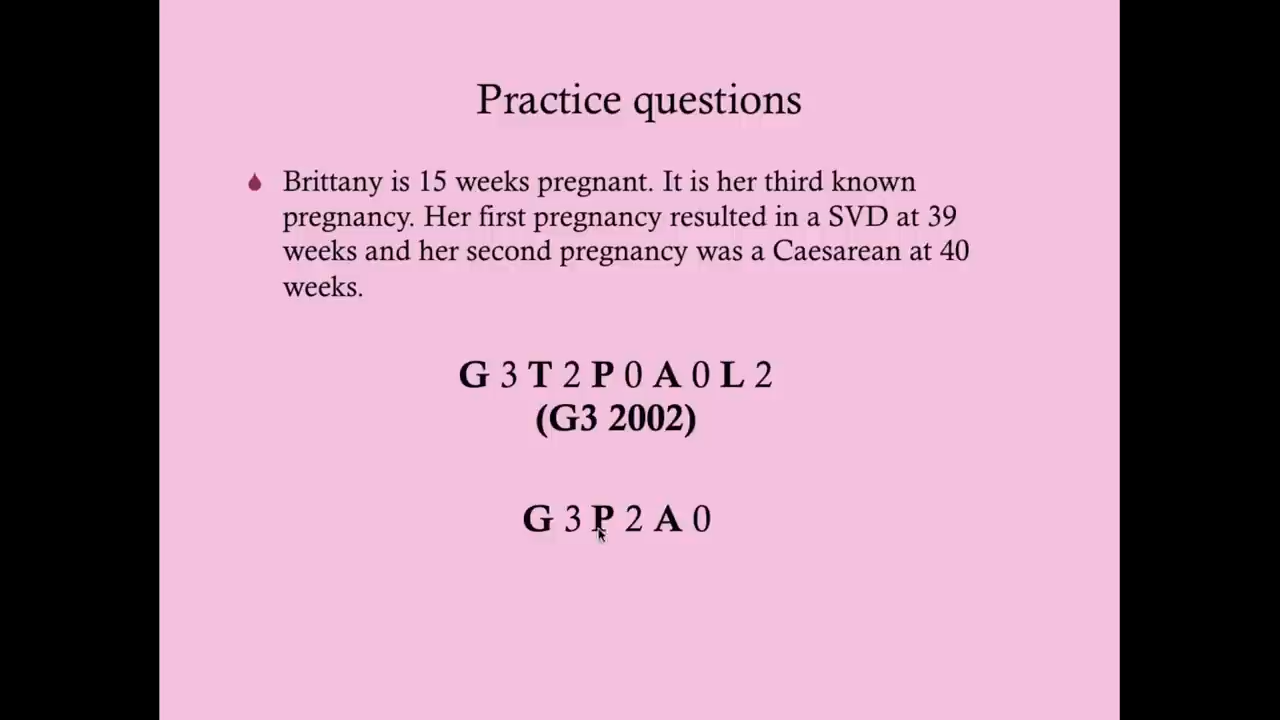 Practice questions
Brittany is 15 weeks pregnant. It is her third known
pregnancy. Her first pregnancy resulted in a SVD at 39
weeks and her second pregnancy was a Caesarean at 40
weeks.
G 3 T 2 P 0 A 0 L 2
(G3 2002)
G 3 P 2 A 0